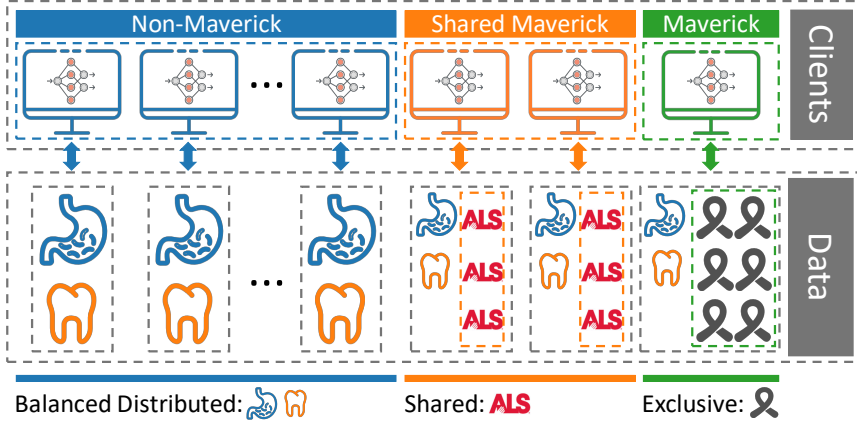 Non-Maverick
Shared Maverick
Maverick
Clients
ALS ALS
ALS ALS
ALS ALS
Data
Balanced Distributed:
Shared: ALS
Exclusive: